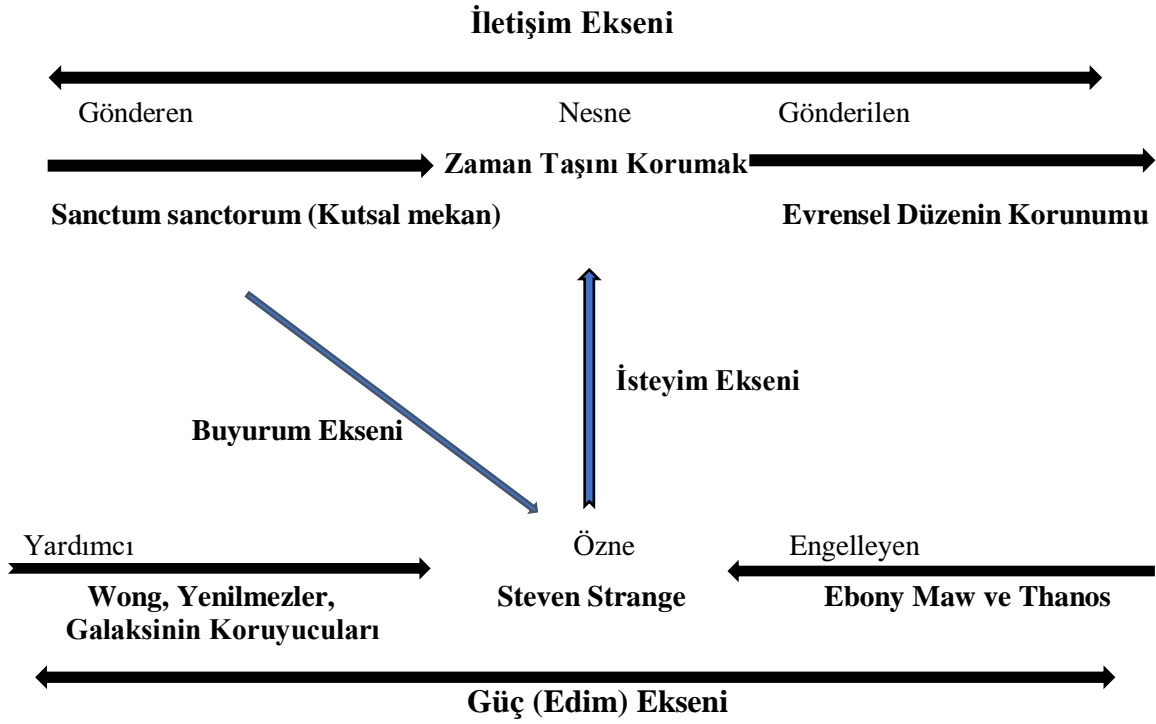 İletişim Ekseni
Gönderen Nesne Gönderilen
Zaman Taşını Korumak
Sanctum sanctorum (Kutsal mekan) Evrensel Düzenin Korunumu
İsteyim Ekseni
Buyurum Ekseni
Yardımcı Özne Engelleyen
Wong, Yenilmezler, Steven Strange Ebony Maw ve Thanos
Galaksinin Koruyucuları
Güç (Edim) Ekseni